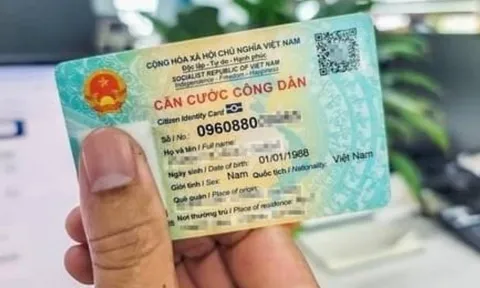 CỘNG HÒA XÃ HỘI CHỦ NGHĨA VIỆT NAM
Độc lập - Tự do - Hạnh phúc
SOCIALIST REPUBLIC OF VIET NAM
Independence - Freedom - Happiness
CĂN CƯỚC CÔNG DÂN
Citizen Identity Card
Số / No.: 0960880
Họ và tên / Full name:
Ngày sinh / Date of birth: 01/01/1988
Giới tính / Sex: Nam Quốc tịch / Nationality: Việt Nam
Quê quán / Place of origin:
Nơi thường trú / Place of residence: